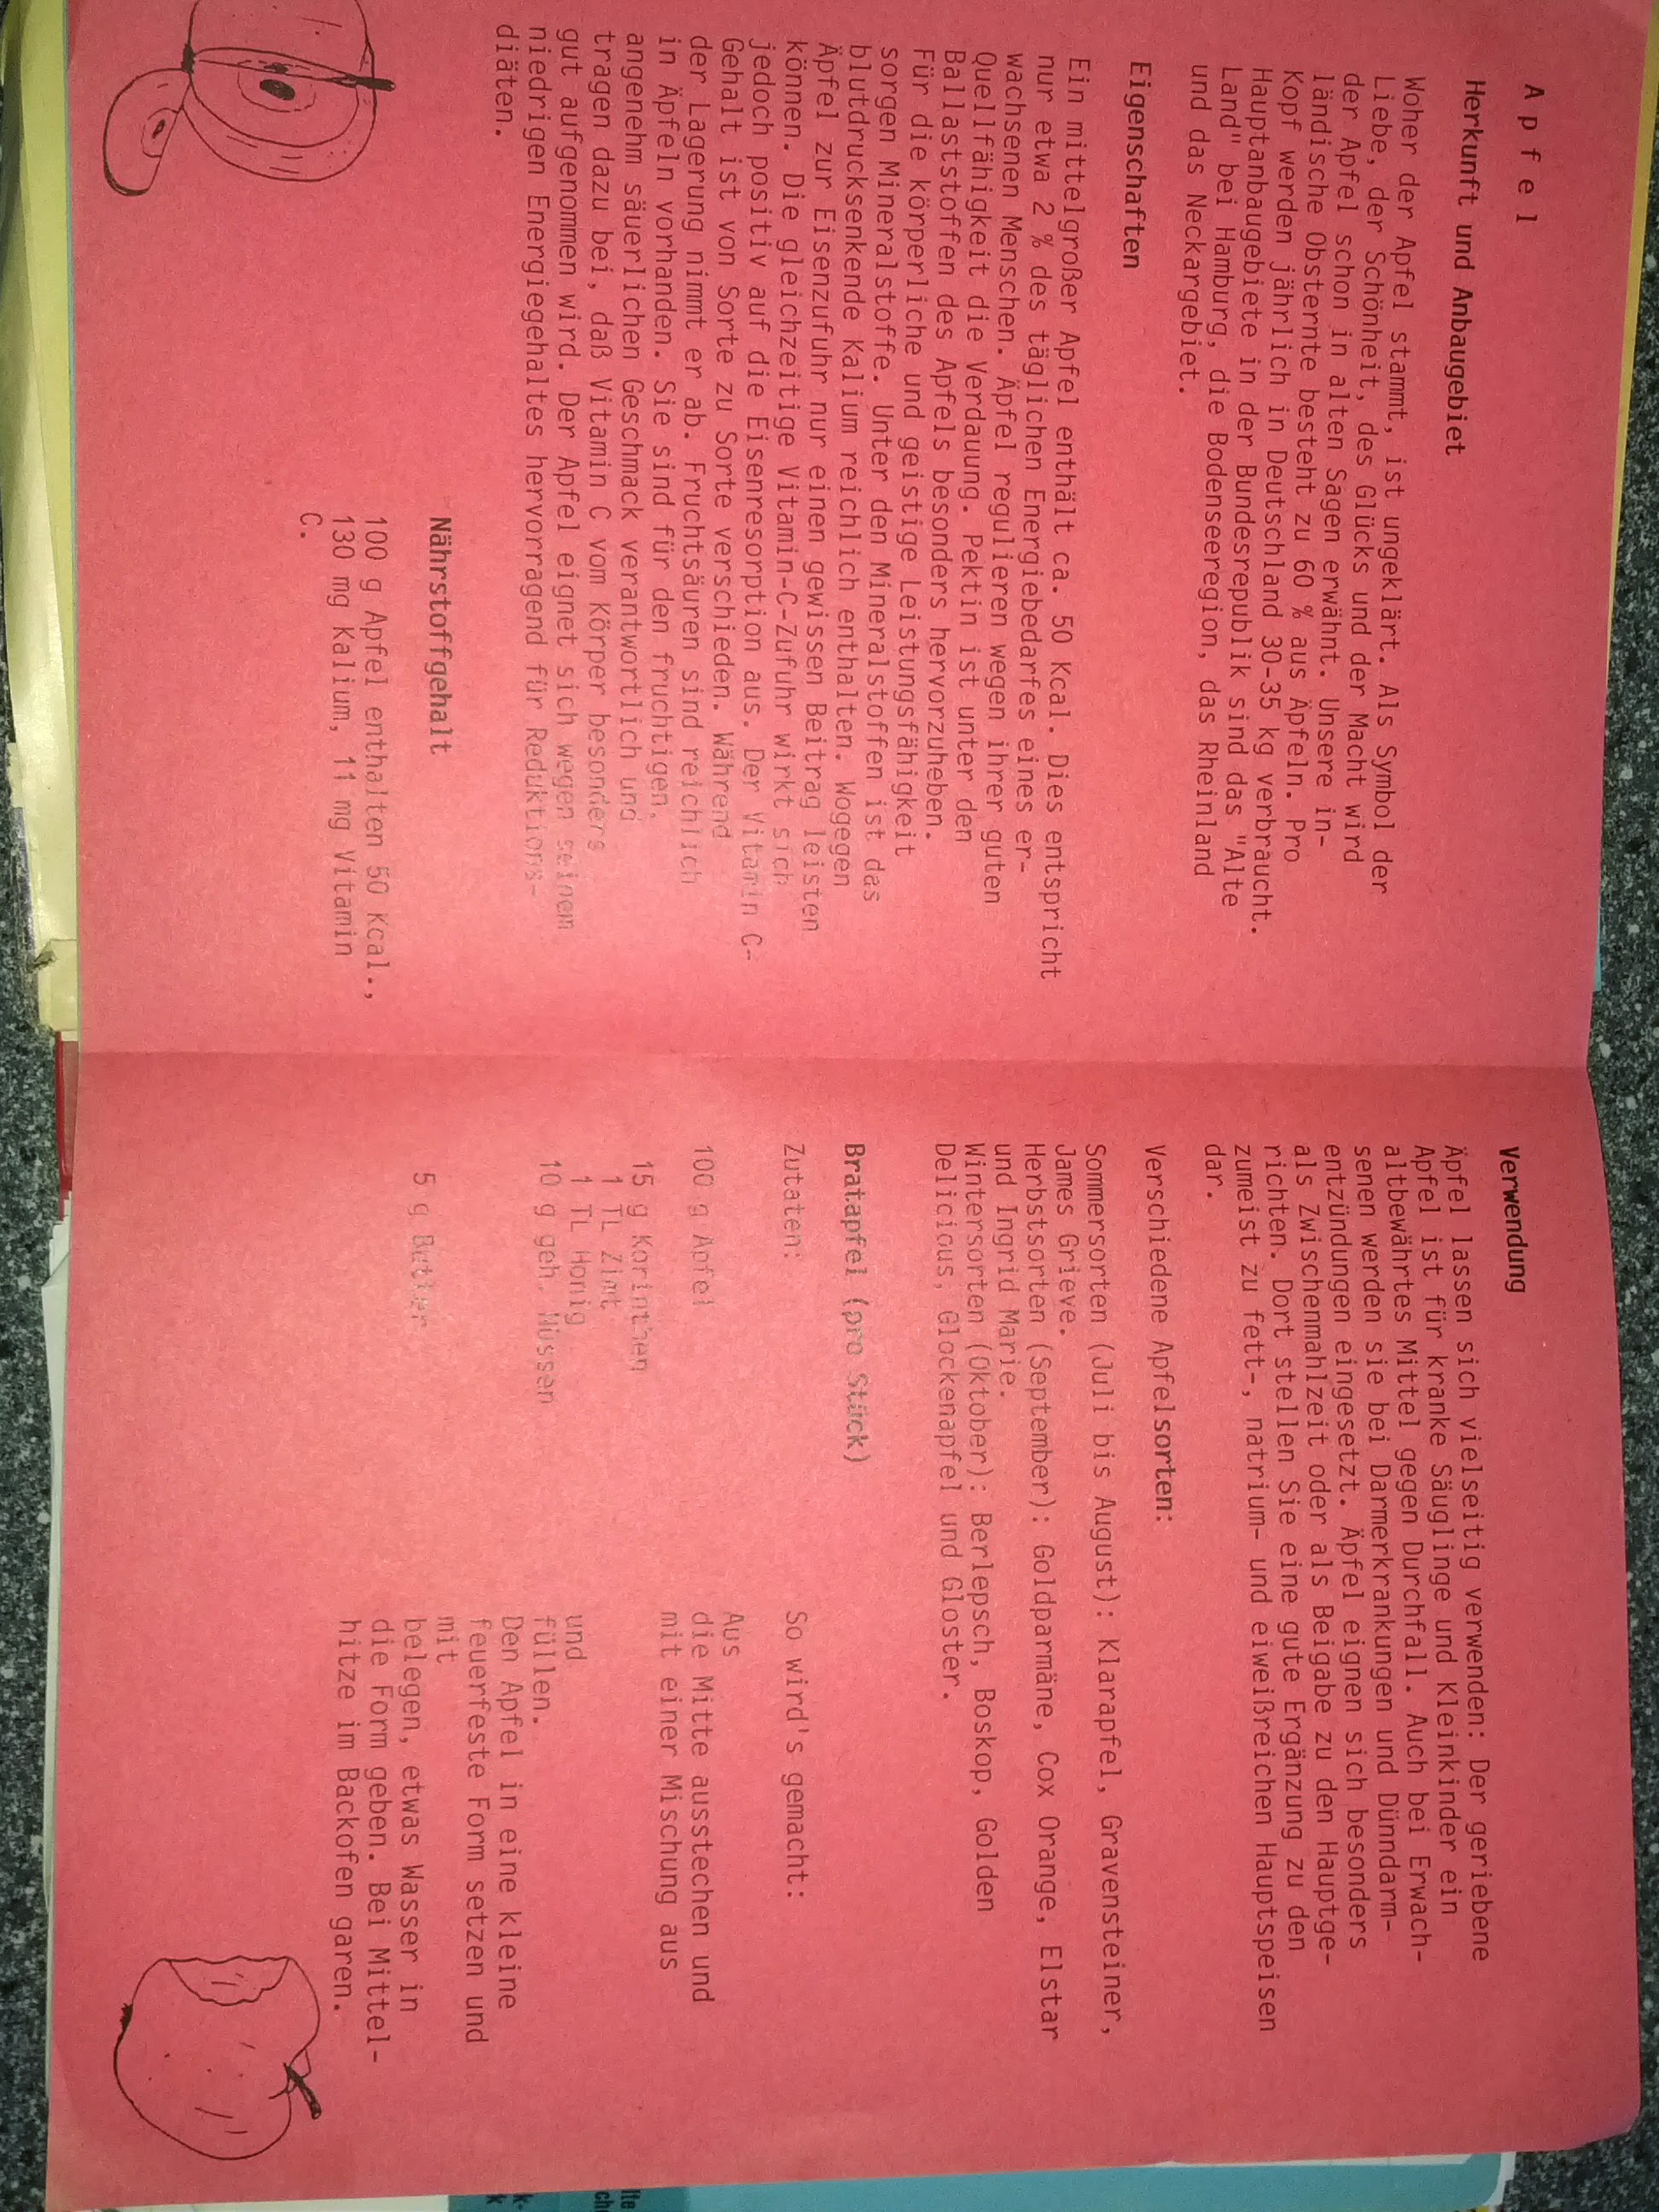 Apfel
Herkunft und Anbaugebiet
Woher der Apfel stammt, ist ungeklärt. Als Symbol der
Liebe, der Schönheit, des Glücks und der Macht wird
der Apfel schon in alten Sagen erwähnt. Unsere in-
ländische Obsternte besteht zu 60 % aus Äpfeln. Pro
Kopf werden jährlich in Deutschland 30-35 kg verbraucht.
Hauptanbaugebiete in der Bundesrepublik sind das "Alte
Land" bei Hamburg, die Bodenseeregion, das Rheinland
und das Neckargebiet.
Eigenschaften
Ein mittelgroßer Apfel enthält ca. 50 Kcal. Dies entspricht
nur etwa 2 % des täglichen Energiebedarfes eines er-
wachsenen Menschen. Äpfel regulieren wegen ihrer guten
Quellfähigkeit die Verdauung. Pektin ist unter den
Ballaststoffen des Apfels besonders hervorzuheben.
Für die körperliche und geistige Leistungsfähigkeit
sorgen Mineralstoffe. Unter den Mineralstoffen ist das
blutdrucksenkende Kalium reichlich enthalten. Wogegen
Äpfel zur Eisenzufuhr nur einen gewissen Beitrag leisten
können. Die gleichzeitige Vitamin-C-Zufuhr wirkt sich
jedoch positiv auf die Eisenresorption aus. Der Vitamin C-
Gehalt ist von Sorte zu Sorte verschieden. Während
der Lagerung nimmt er ab. Fruchtsäuren sind reichlich
in Äpfeln vorhanden. Sie sind für den fruchtigen,
angenehm säuerlichen Geschmack verantwortlich und
tragen dazu bei, daß Vitamin C vom Körper besonders
gut aufgenommen wird. Der Apfel eignet sich wegen seinem
niedrigen Energiegehaltes hervorragend für Reduktions-
diäten.
Nährstoffgehalt
100 g Apfel enthalten 50 Kcal.,
130 mg Kalium, 11 mg Vitamin
C.
Verwendung
Äpfel lassen sich vielseitig verwenden: Der geriebene
Apfel ist für kranke Säuglinge und Kleinkinder ein
altbewährtes Mittel gegen Durchfall. Auch bei Erwach-
senen werden sie bei Darmerkrankungen und Dünndarm-
entzündungen eingesetzt. Äpfel eignen sich besonders
als Zwischenmahlzeit oder als Beigabe zu den Hauptge-
richten. Dort stellen Sie eine gute Ergänzung zu den
zumeist zu fett-, natrium- und eiweißreichen Hauptspeisen
dar.
Verschiedene Apfelsorten:
Sommersorten (Juli bis August): Klarapfel, Gravensteiner,
James Grieve.
Herbstsorten (September): Goldparmäne, Cox Orange, Elstar
und Ingrid Marie.
Wintersorten (Oktober): Berlepsch, Boskop, Golden
Delicious, Glockenapfel und Gloster.
Bratapfel (pro Stück)
Zutaten:
100 g Apfel
15 g Korinthen
1 TL Zimt
1 TL Honig
10 g geh. Nüssen
5 g Butter
So wird's gemacht:
Aus
die Mitte ausstechen und
mit einer Mischung aus
und
füllen.
Den Apfel in eine kleine
feuerfeste Form setzen und
mit
belegen, etwas Wasser in
die Form geben. Bei Mittel-
hitze im Backofen garen.